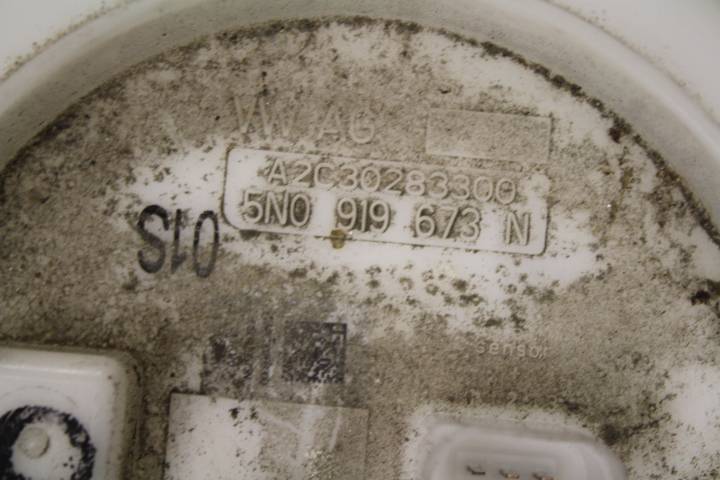 VW AG
A2C30283300
5N0 919 673 N
01S
sensor